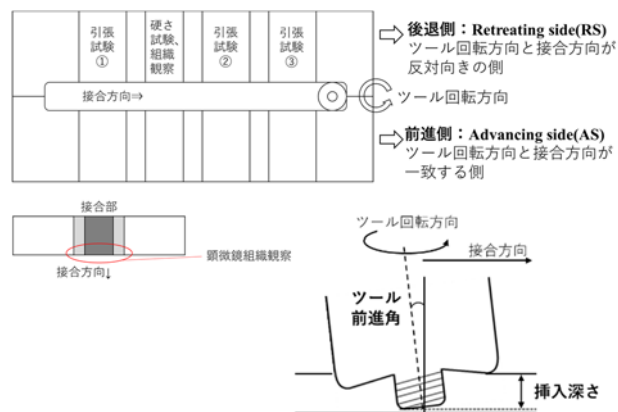 引張
試験
①
硬さ
試験、
組織
観察
引張
試験
②
引張
試験
③
接合方向⇒
後退側：Retreating side(RS)
ツール回転方向と接合方向が
反対向きの側
ツール回転方向
前進側：Advancing side(AS)
ツール回転方向と接合方向が
一致する側
接合部
顕微鏡組織観察
接合方向↓
ツール回転方向
接合方向
ツール
前進角
挿入深さ